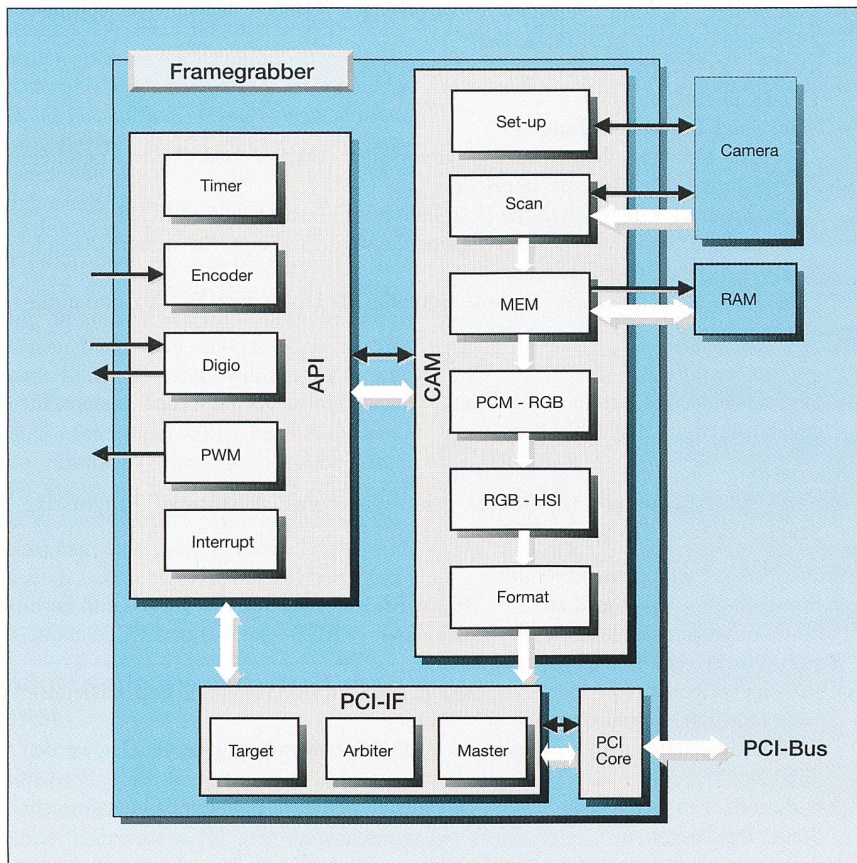 Framegrabber
Timer
Encoder
Digio
PWM
Interrupt
API
CAM
Set-up
Scan
MEM
PCM - RGB
RGB - HSI
Format
Camera
RAM
PCI-IF
Target
Arbiter
Master
PCI
Core
PCI-Bus